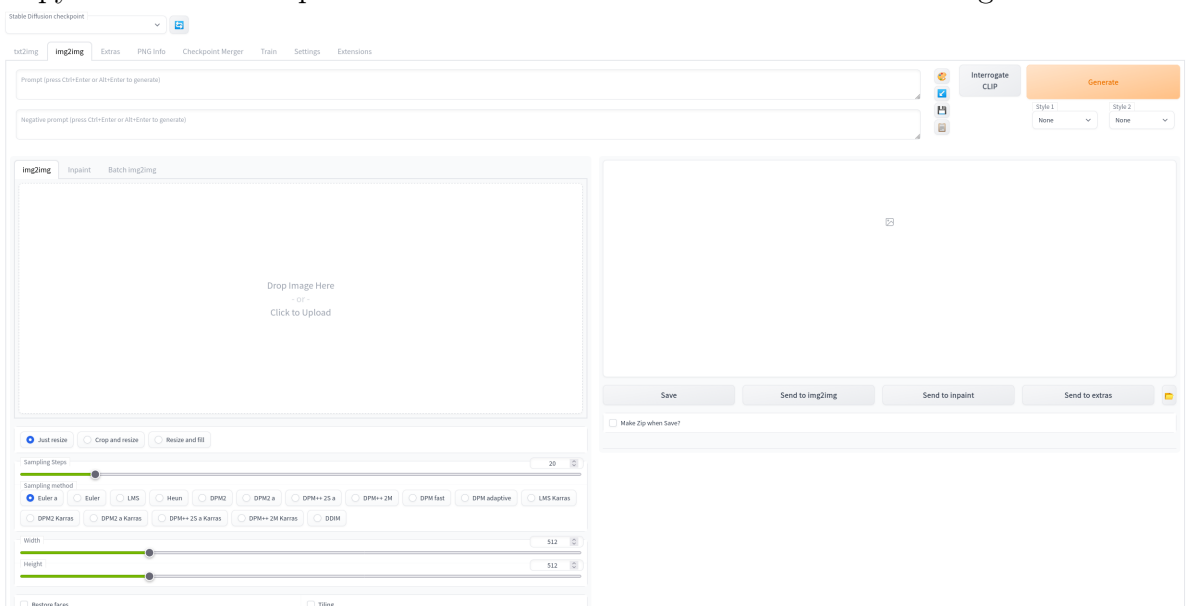 Stable Diffusion checkpoint
txt2img img2img Extras PNG Info Checkpoint Merger Train Settings Extensions
Prompt (press Ctrl+Enter or Alt+Enter to generate)
Interrogate
CLIP
Generate
Negative prompt (press Ctrl+Enter or Alt+Enter to generate)
Style 1 Style 2
None None
img2img Inpaint Batch img2img
Drop Image Here
- or -
Click to Upload
Save Send to img2img Send to inpaint Send to extras
Make Zip when Save?
Just resize Crop and resize Resize and fill
Sampling Steps 20
Sampling method
Euler a Euler LMS Heun DPM2 DPM2 a DPM++ 2S a DPM++ 2M DPM fast DPM adaptive LMS Karras
DPM2 Karras DPM2 a Karras DPM++ 2S a Karras DPM++ 2M Karras DDIM
Width 512
Height 512
Restore faces Tiling